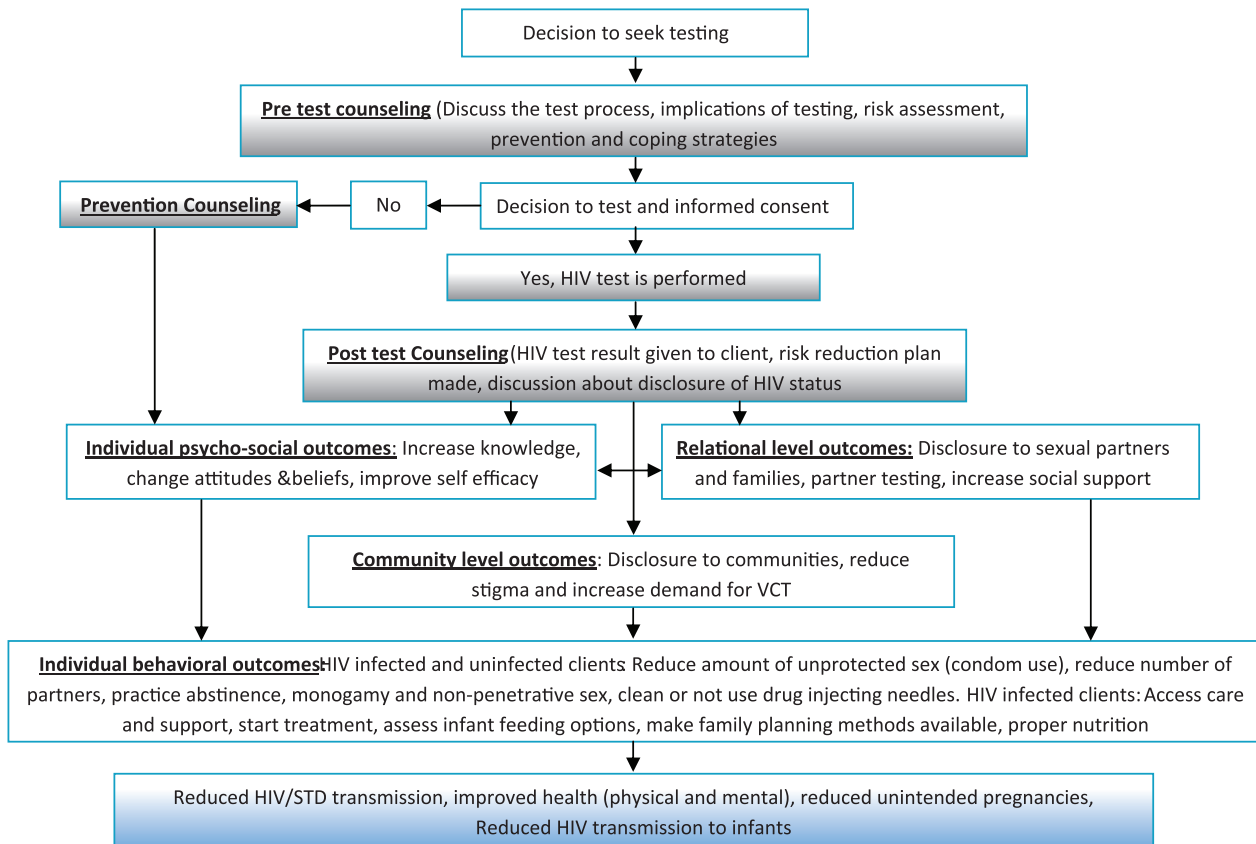 Decision to seek testing
Pre test counseling (Discuss the test process, implications of testing, risk assessment,
prevention and coping strategies
Prevention Counseling
No
Decision to test and informed consent
Yes, HIV test is performed
Post test Counseling (HIV test result given to client, risk reduction plan
made, discussion about disclosure of HIV status
Individual psycho-social outcomes: Increase knowledge,
change attitudes &beliefs, improve self efficacy
Relational level outcomes: Disclosure to sexual partners
and families, partner testing, increase social support
Community level outcomes: Disclosure to communities, reduce
stigma and increase demand for VCT
Individual behavioral outcomes: HIV infected and uninfected clients: Reduce amount of unprotected sex (condom use), reduce number of
partners, practice abstinence, monogamy and non-penetrative sex, clean or not use drug injecting needles. HIV infected clients: Access care
and support, start treatment, assess infant feeding options, make family planning methods available, proper nutrition
Reduced HIV/STD transmission, improved health (physical and mental), reduced unintended pregnancies,
Reduced HIV transmission to infants